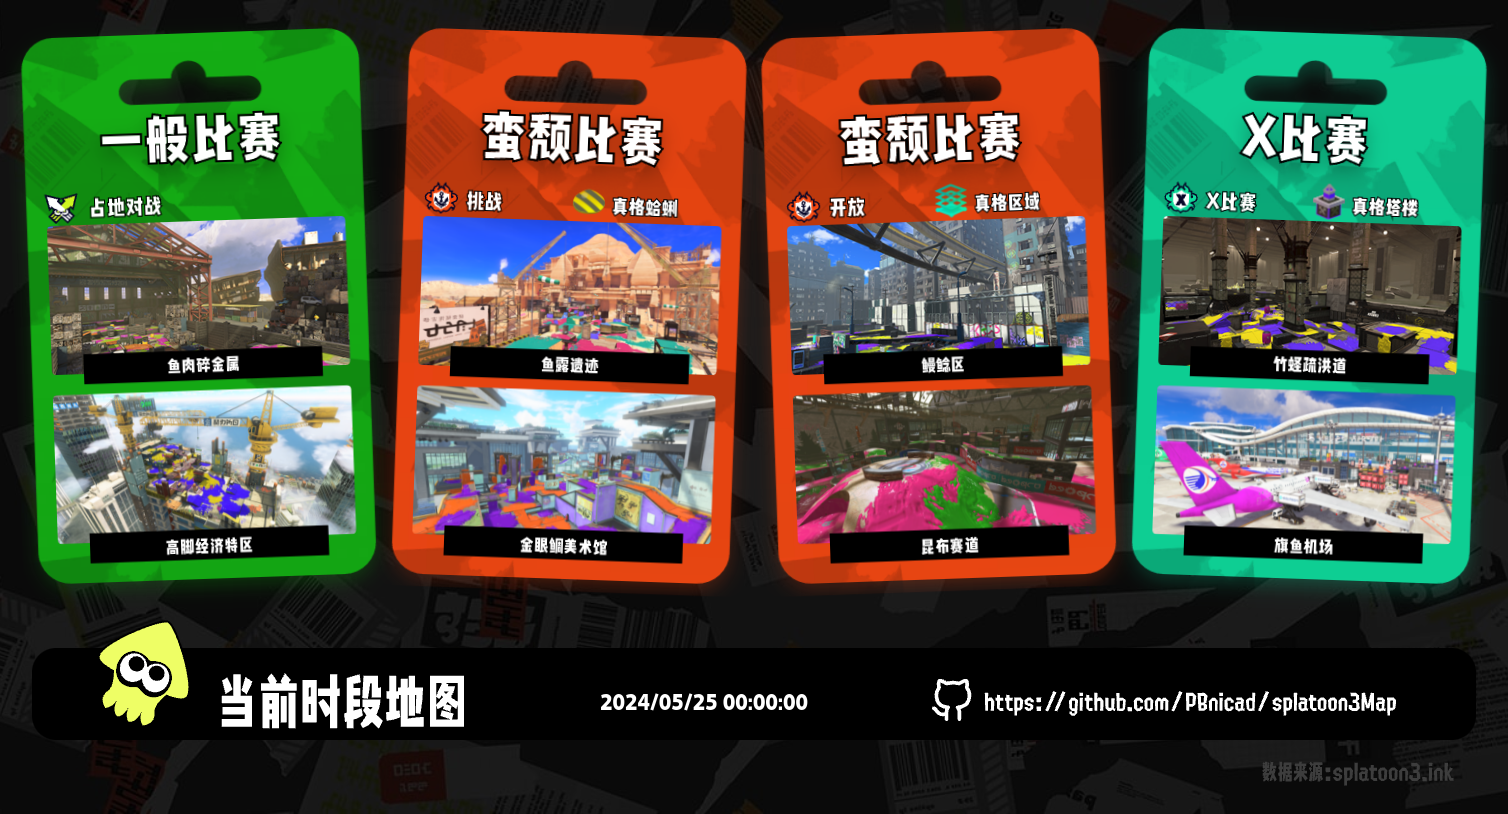 一般比赛
占地对战
鱼肉碎金属
高脚经济特区
蛮颓比赛
挑战
真格蛤蜊
鱼露遗迹
金眼鲷美术馆
蛮颓比赛
开放
真格区域
鳗鲶区
昆布赛道
X比赛
X比赛
真格塔楼
竹蛏疏洪道
旗鱼机场
当前时段地图
2024/05/25 00:00:00
https://github.com/PBnicad/splatoon3Map
数据来源:splatoon3.ink